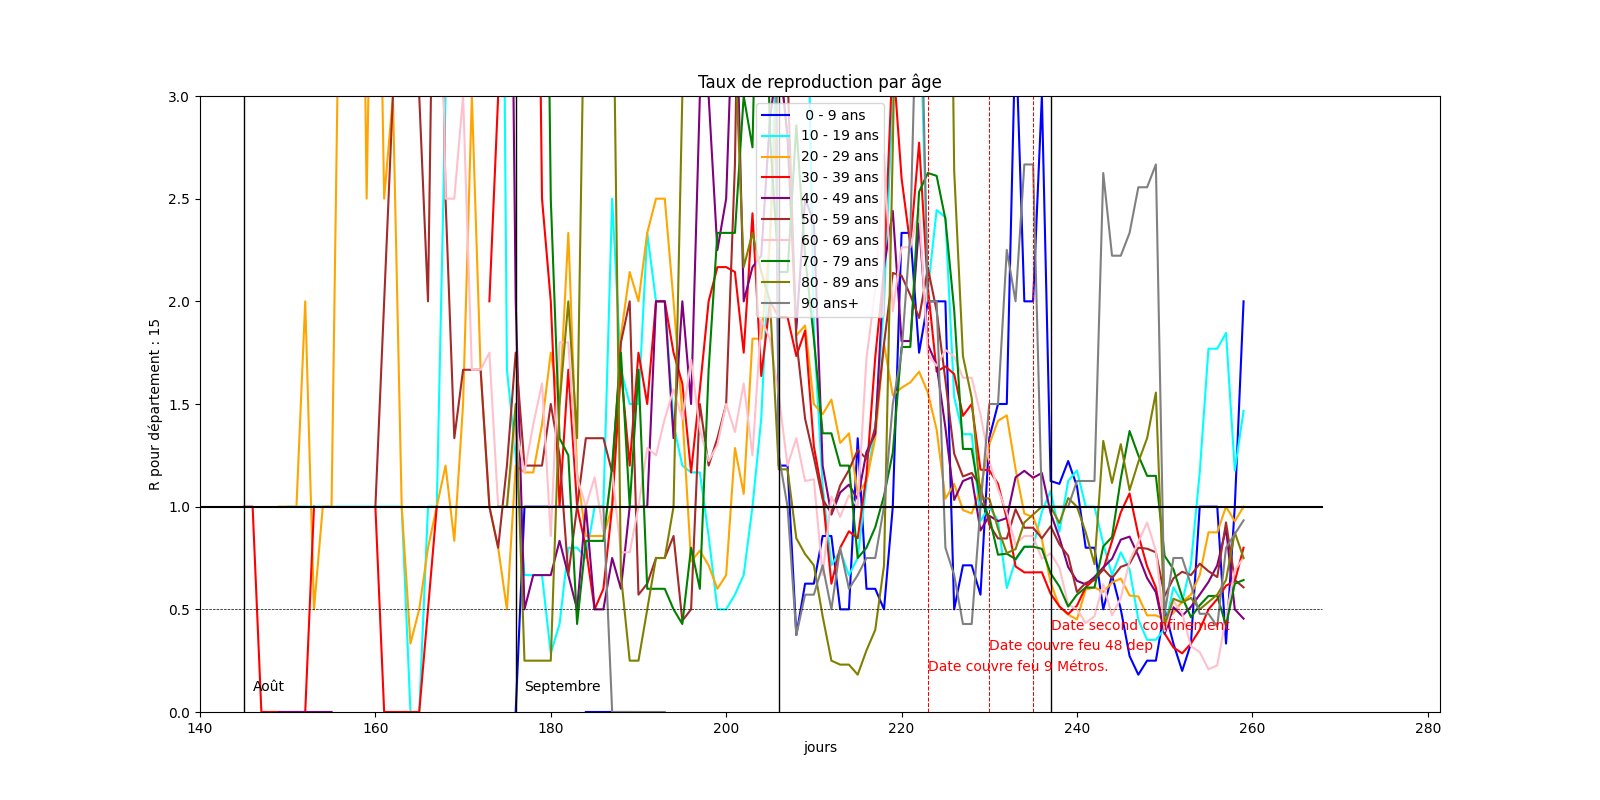 Taux de reproduction par âge
3.0
2.5
2.0
1.5
1.0
0.5
0.0
R pour département : 15
0 - 9 ans
10 - 19 ans
20 - 29 ans
30 - 39 ans
40 - 49 ans
50 - 59 ans
60 - 69 ans
70 - 79 ans
80 - 89 ans
90 ans+
Date second confinement
Date couvre feu 48 dep
Date couvre feu 9 Métros.
Août
Septembre
140 160 180 200 220 240 260 280
jours